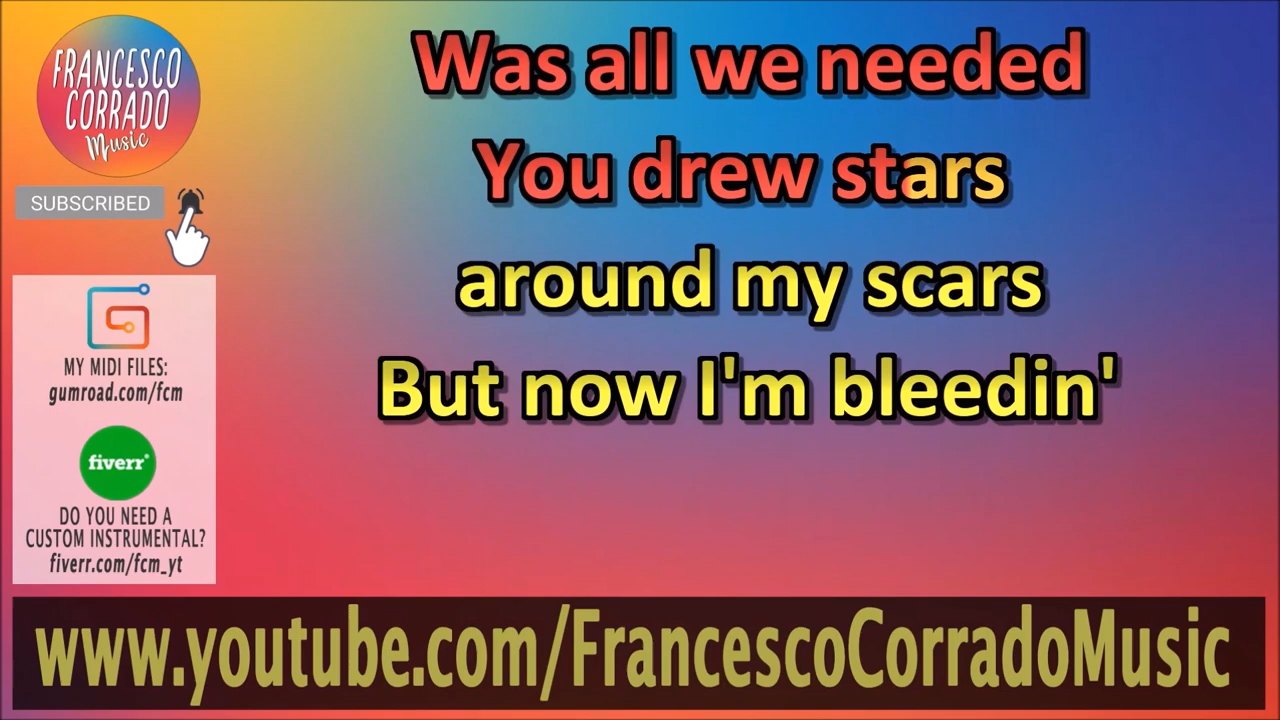 FRANCESCO
CORRADO
Music
SUBSCRIBED
MY MIDI FILES:
gumroad.com/fcm
fiverr®
DO YOU NEED A
CUSTOM INSTRUMENTAL?
fiverr.com/fcm_yt
Was all we needed
You drew stars
around my scars
But now I'm bleedin'
www.youtube.com/FrancescoCorradoMusic